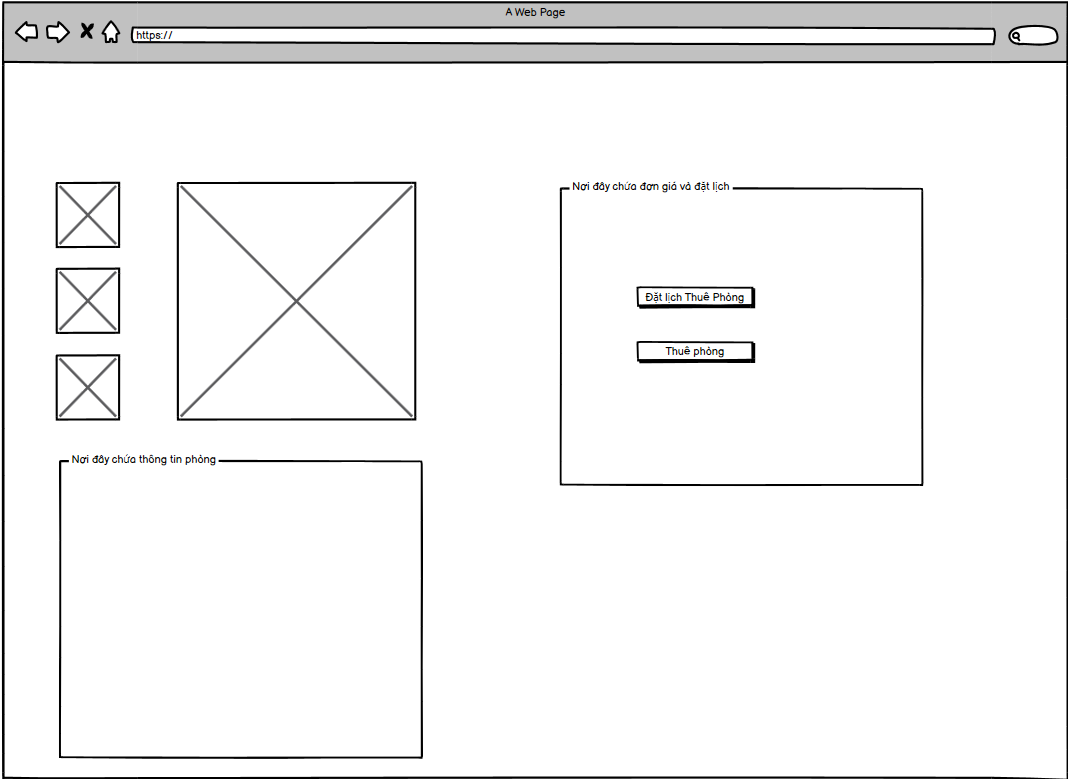 A Web Page
https://
Nơi đây chứa đơn giá và đặt lịch
Đặt lịch Thuê Phòng
Thuê phòng
Nơi đây chứa thông tin phòng